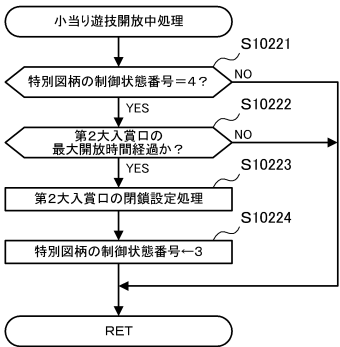 小当り遊技開放中処理
S10221
特別図柄の制御状態番号＝4？
NO
YES
S10222
第2大入賞口の
最大開放時間経過か？
NO
YES
S10223
第2大入賞口の閉鎖設定処理
S10224
特別図柄の制御状態番号←3
RET